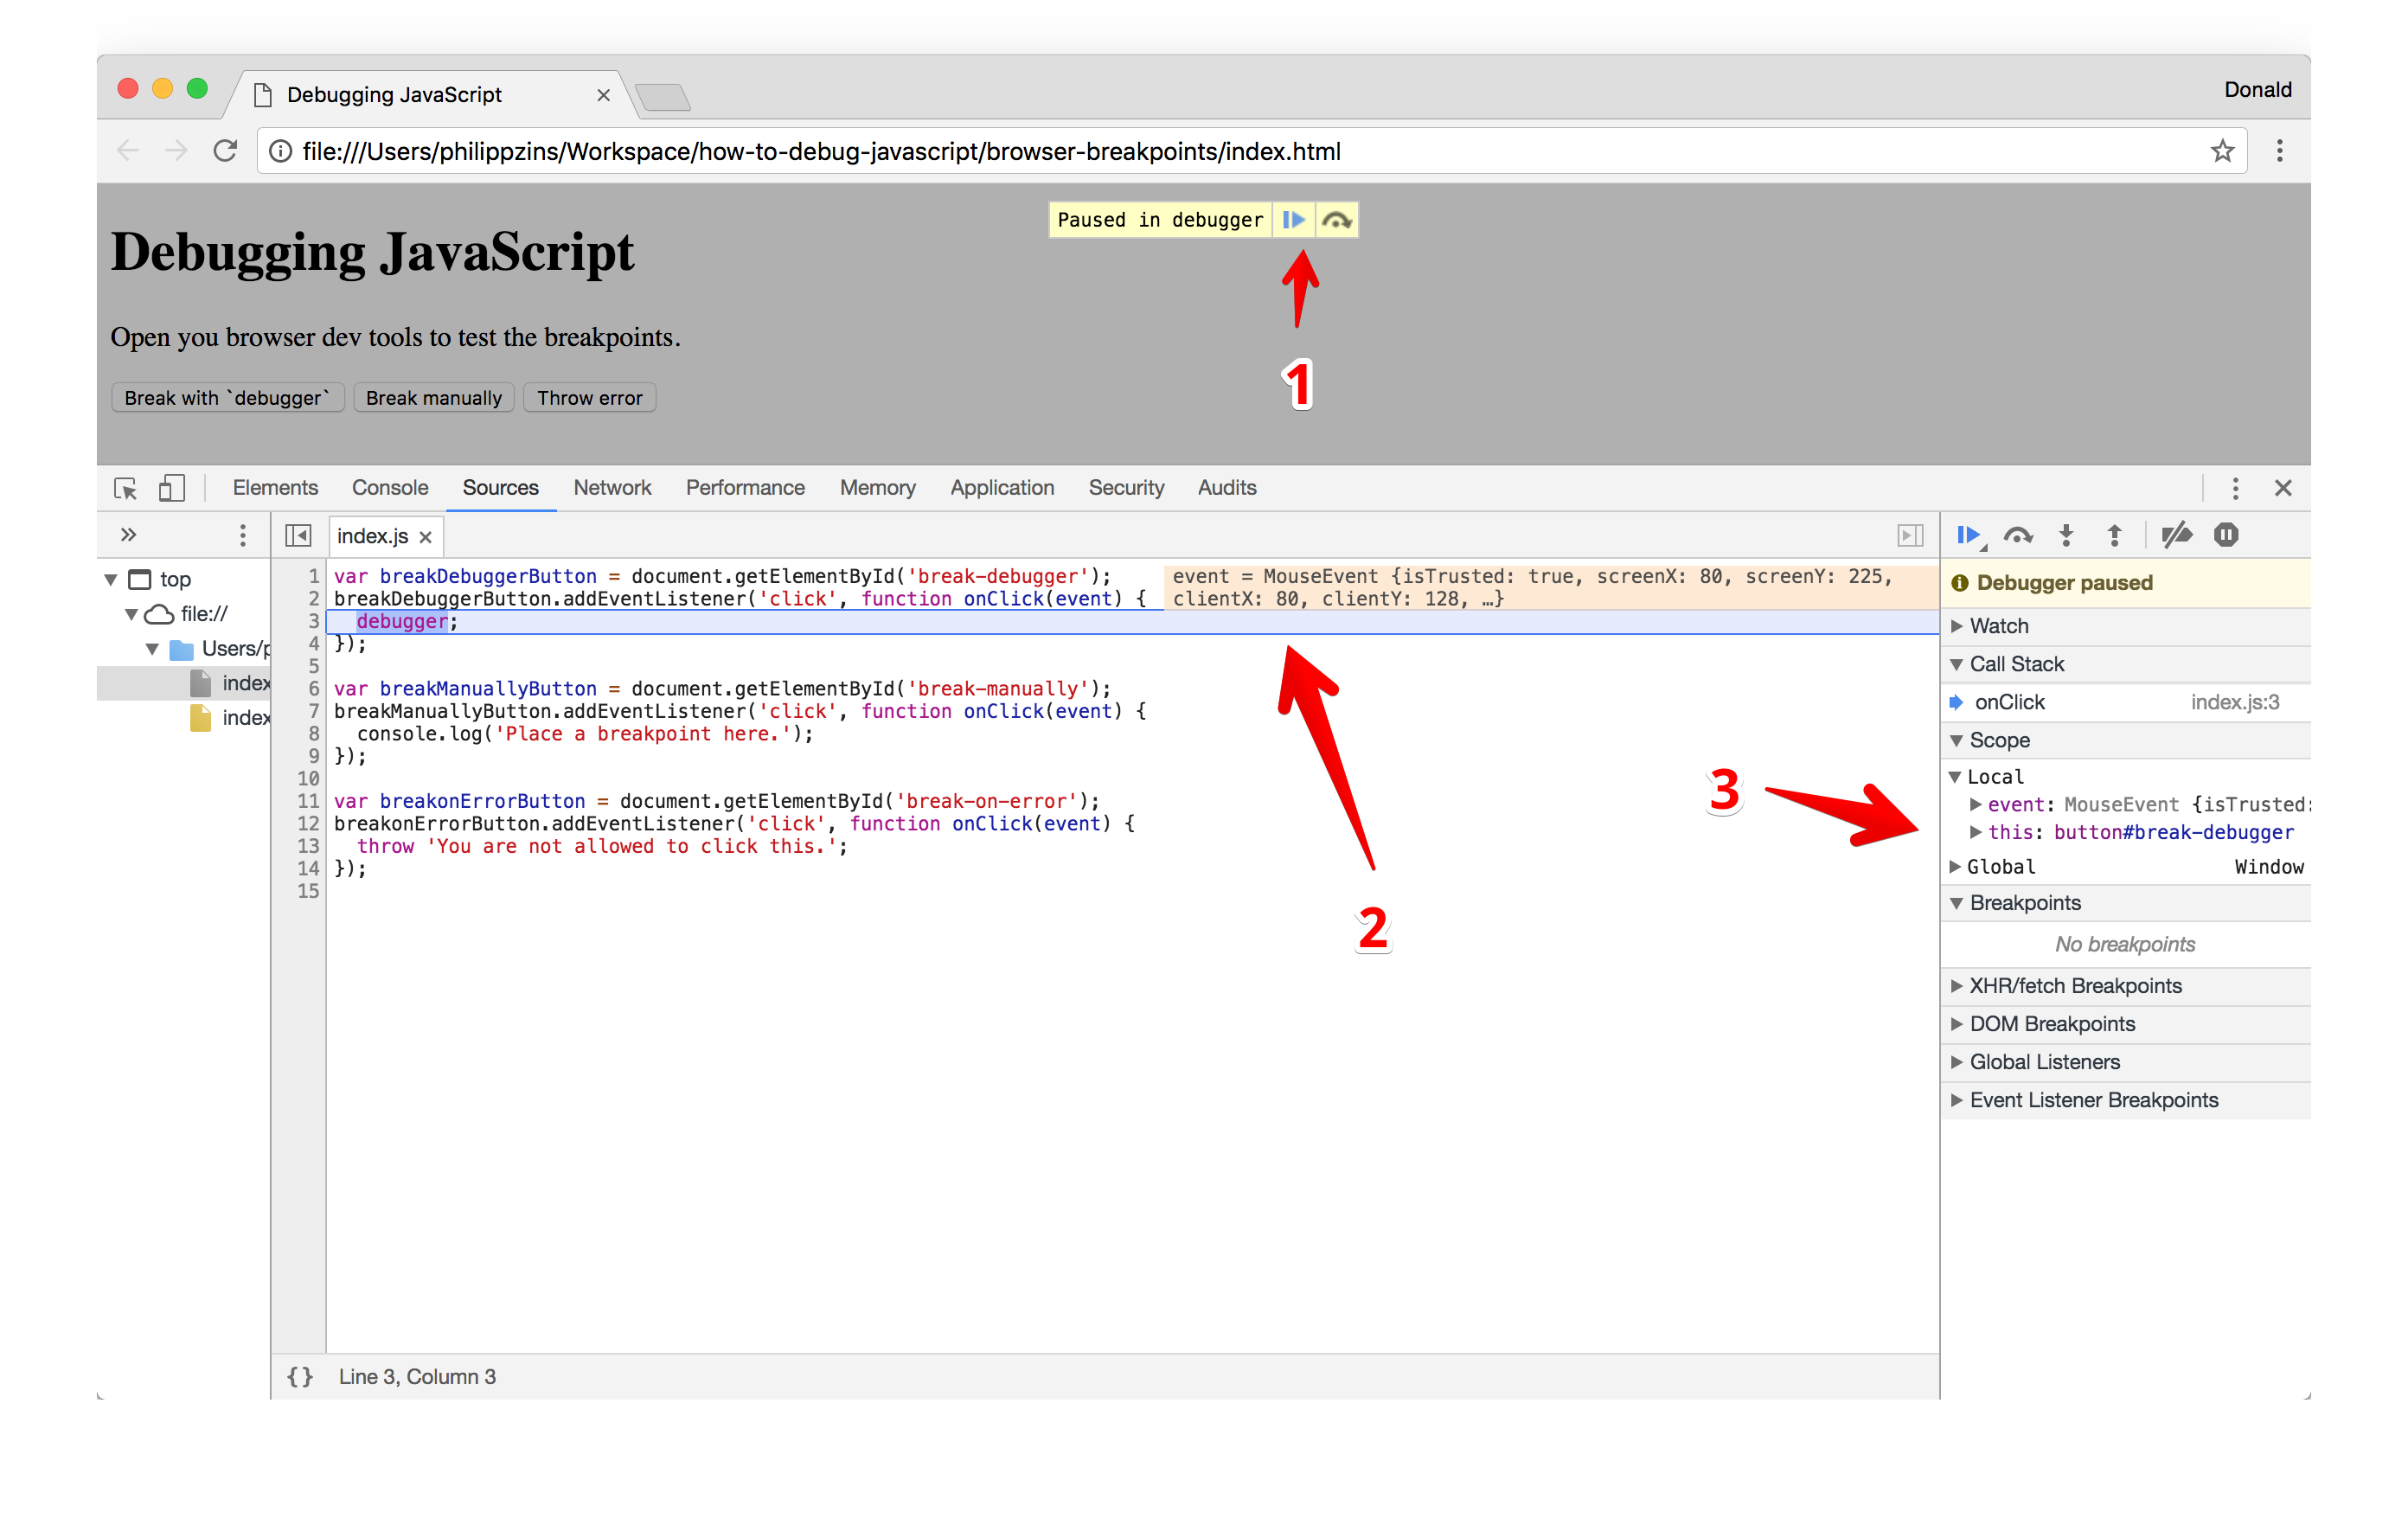 Debugging JavaScript
Donald
file:///Users/philippzins/Workspace/how-to-debug-javascript/browser-breakpoints/index.html
Paused in debugger
Debugging JavaScript
1
Open you browser dev tools to test the breakpoints.
Break with `debugger` Break manually Throw error
Elements Console Sources Network Performance Memory Application Security Audits
index.js
top
file://
Users/p
index
index
1 var breakDebuggerButton = document.getElementById('break-debugger');
2 breakDebuggerButton.addEventListener('click', function onClick(event) {
event = MouseEvent {isTrusted: true, screenX: 80, screenY: 225,
clientX: 80, clientY: 128, …}
3 debugger;
4 });
5
6 var breakManuallyButton = document.getElementById('break-manually');
7 breakManuallyButton.addEventListener('click', function onClick(event) {
8 console.log('Place a breakpoint here.');
9 });
10
11 var breakonErrorButton = document.getElementById('break-on-error');
12 breakonErrorButton.addEventListener('click', function onClick(event) {
13 throw 'You are not allowed to click this.';
14 });
15
2
3
{} Line 3, Column 3
Debugger paused
Watch
Call Stack
onClick index.js:3
Scope
Local
event: MouseEvent {isTrusted:
this: button#break-debugger
Global Window
Breakpoints
No breakpoints
XHR/fetch Breakpoints
DOM Breakpoints
Global Listeners
Event Listener Breakpoints